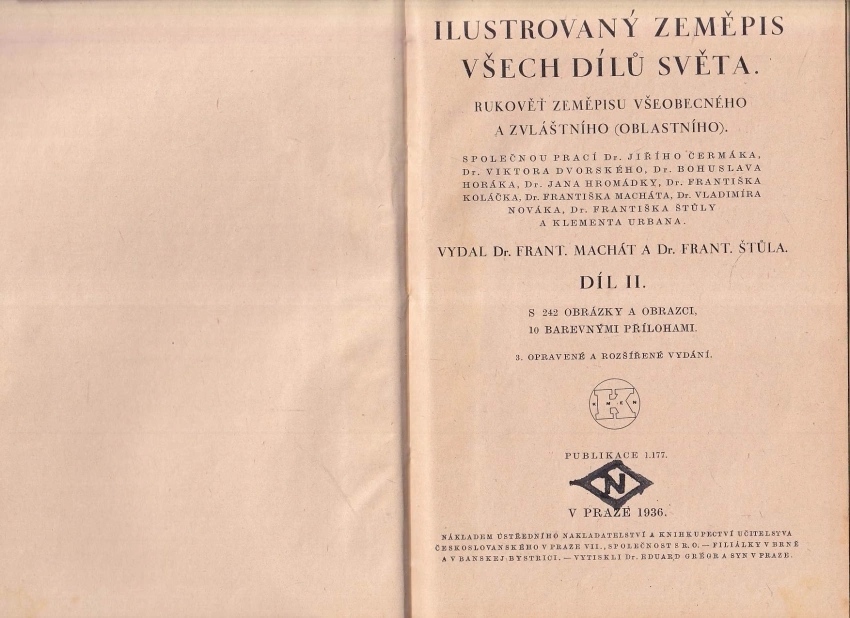 ILUSTROVANÝ ZEMĚPIS
VŠECH DÍLŮ SVĚTA.
RUKOVĚŤ ZEMĚPISU VŠEOBECNÉHO
A ZVLÁŠTNÍHO (OBLASTNÍHO).
SPOLEČNOU PRACÍ Dr. JIŘÍHO ČERMÁKA,
Dr. VIKTORA DVORSKÉHO, Dr. BOHUSLAVA
HORÁKA, Dr. JANA HROMÁDKY, Dr. FRANTIŠKA
KOLÁČKA, Dr. FRANTIŠKA MACHÁTA, Dr. VLADIMÍRA
NOVÁKA, Dr. FRANTIŠKA ŠTŮLY
A KLEMENTA URBANA.
VYDAL Dr. FRANT. MACHÁT A Dr. FRANT. ŠTŮLA.
DÍL II.
S 242 OBRÁZKY A OBRAZCI,
10 BAREVNÝMI PŘÍLOHAMI.
3. OPRAVENÉ A ROZŠÍŘENÉ VYDÁNÍ.
K
PUBLIKACE 1.177.
N
V PRAZE 1936.
NÁKLADEM ÚSTŘEDNÍHO NAKLADATELSTVÍ A KNIHKUPECTVÍ UČITELSTVA
ČESKOSLOVANSKÉHO V PRAZE VII., SPOLEČNOST S R. O. — FILIÁLKY V BRNĚ
A V BANSKEJ BYSTRICI. — VYTISKLI Dr. EDUARD GRÉGR A SYN V PRAZE.